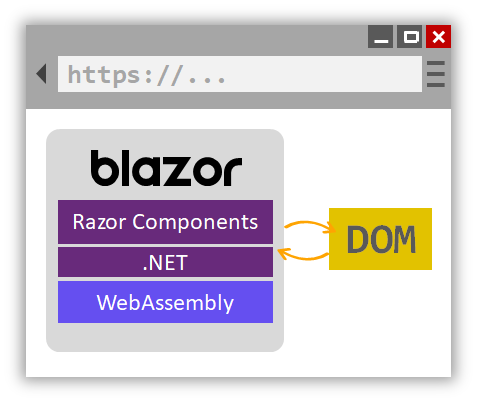 https://...
blazor
Razor Components
.NET
WebAssembly
DOM